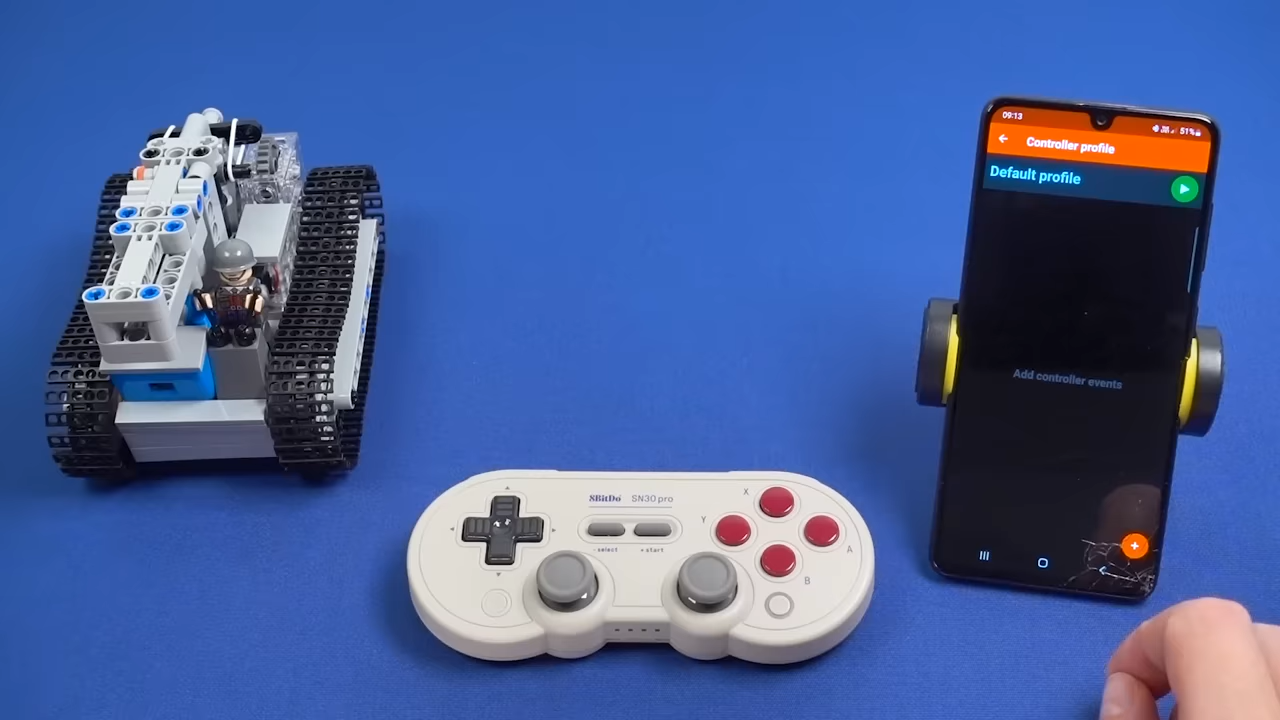 09:13
51%
Controller profile
Default profile
Add controller events
8BitDo SN30 pro
X
Y
A
B
- select
+ start